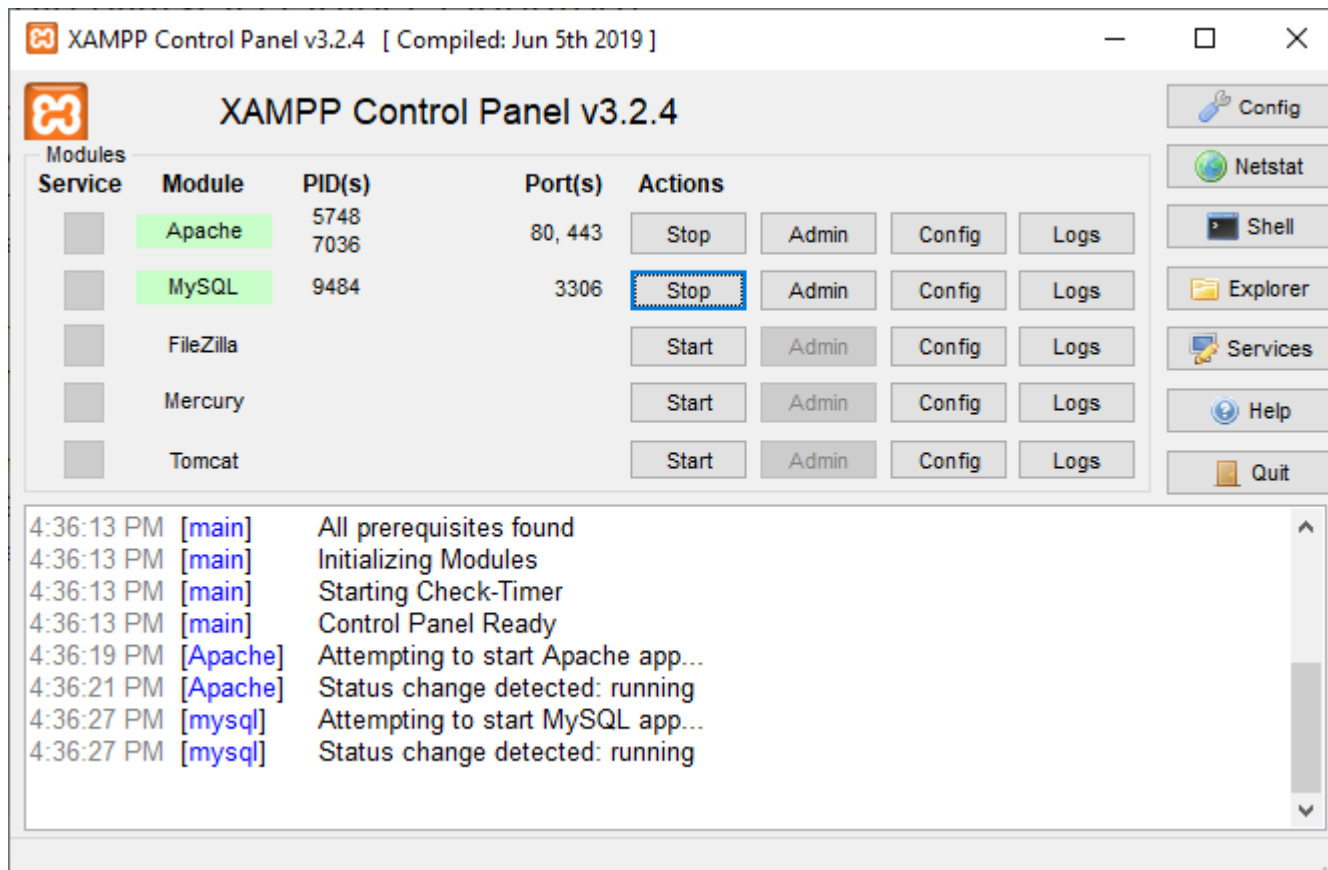 XAMPP Control Panel v3.2.4 [ Compiled: Jun 5th 2019 ]
XAMPP Control Panel v3.2.4
Config
Netstat
Shell
Explorer
Services
Help
Quit
Modules
Service Module PID(s) Port(s) Actions
Apache 5748 7036 80, 443 Stop Admin Config Logs
MySQL 9484 3306 Stop Admin Config Logs
FileZilla Start Admin Config Logs
Mercury Start Admin Config Logs
Tomcat Start Admin Config Logs
4:36:13 PM [main] All prerequisites found
4:36:13 PM [main] Initializing Modules
4:36:13 PM [main] Starting Check-Timer
4:36:13 PM [main] Control Panel Ready
4:36:19 PM [Apache] Attempting to start Apache app...
4:36:21 PM [Apache] Status change detected: running
4:36:27 PM [mysql] Attempting to start MySQL app...
4:36:27 PM [mysql] Status change detected: running